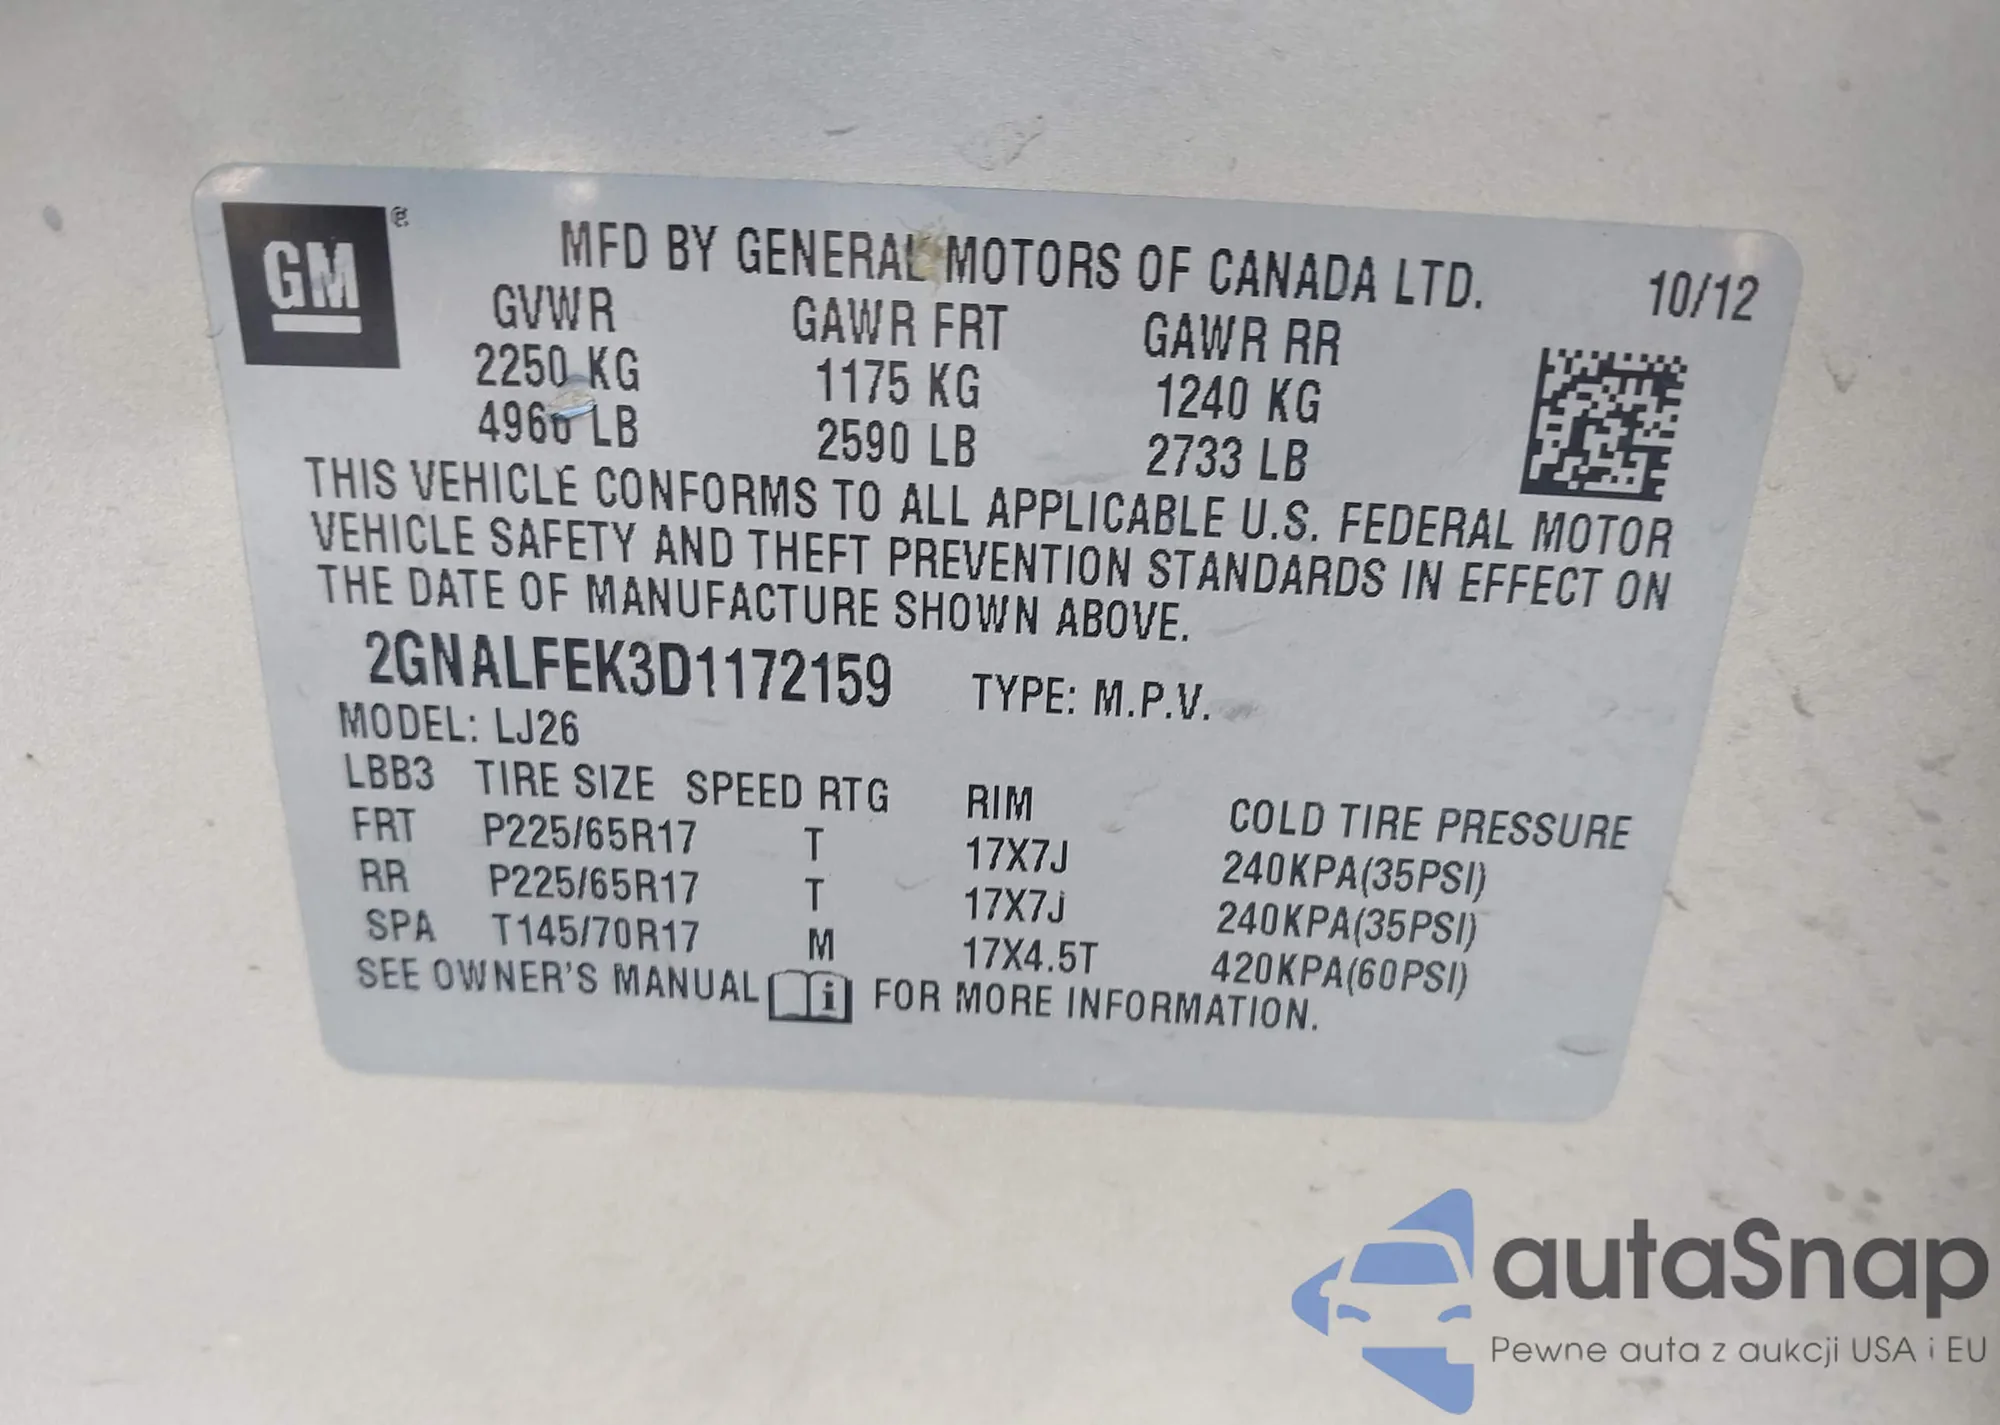 GM®
MFD BY GENERAL MOTORS OF CANADA LTD. 10/12
GVWR GAWR FRT GAWR RR
2250 KG 1175 KG 1240 KG
4960 LB 2590 LB 2733 LB
THIS VEHICLE CONFORMS TO ALL APPLICABLE U.S. FEDERAL MOTOR
VEHICLE SAFETY AND THEFT PREVENTION STANDARDS IN EFFECT ON
THE DATE OF MANUFACTURE SHOWN ABOVE.
2GNALFEK3D1172159 TYPE: M.P.V.
MODEL: LJ26
LBB3 TIRE SIZE SPEED RTG RIM COLD TIRE PRESSURE
FRT P225/65R17 T 17X7J 240KPA(35PSI)
RR P225/65R17 T 17X7J 240KPA(35PSI)
SPA T145/70R17 M 17X4.5T 420KPA(60PSI)
SEE OWNER'S MANUAL i FOR MORE INFORMATION.
autaSnap
Pewne auta z aukcji USA i EU